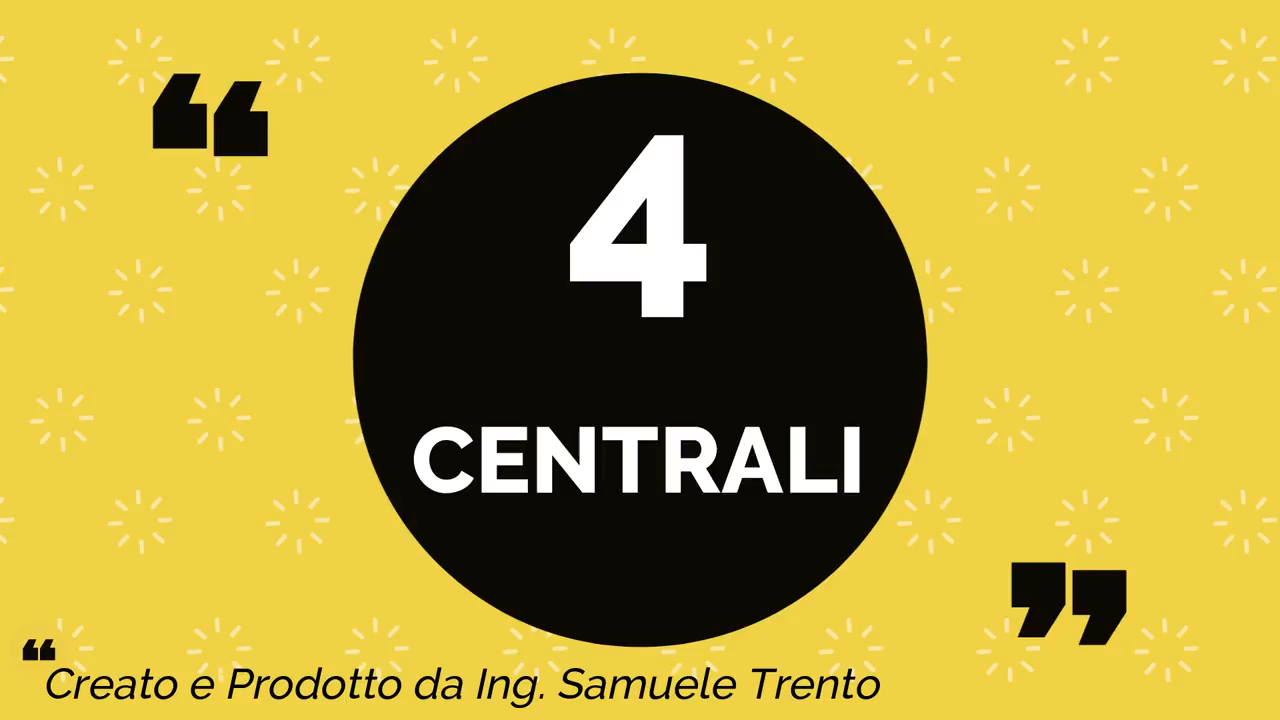 “
4
CENTRALI
”
“
Creato e Prodotto da Ing. Samuele Trento